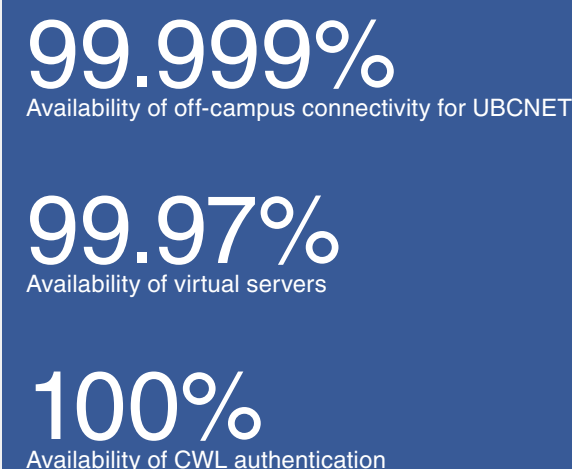 99.999%
Availability of off-campus connectivity for UBCNET
99.97%
Availability of virtual servers
100%
Availability of CWL authentication